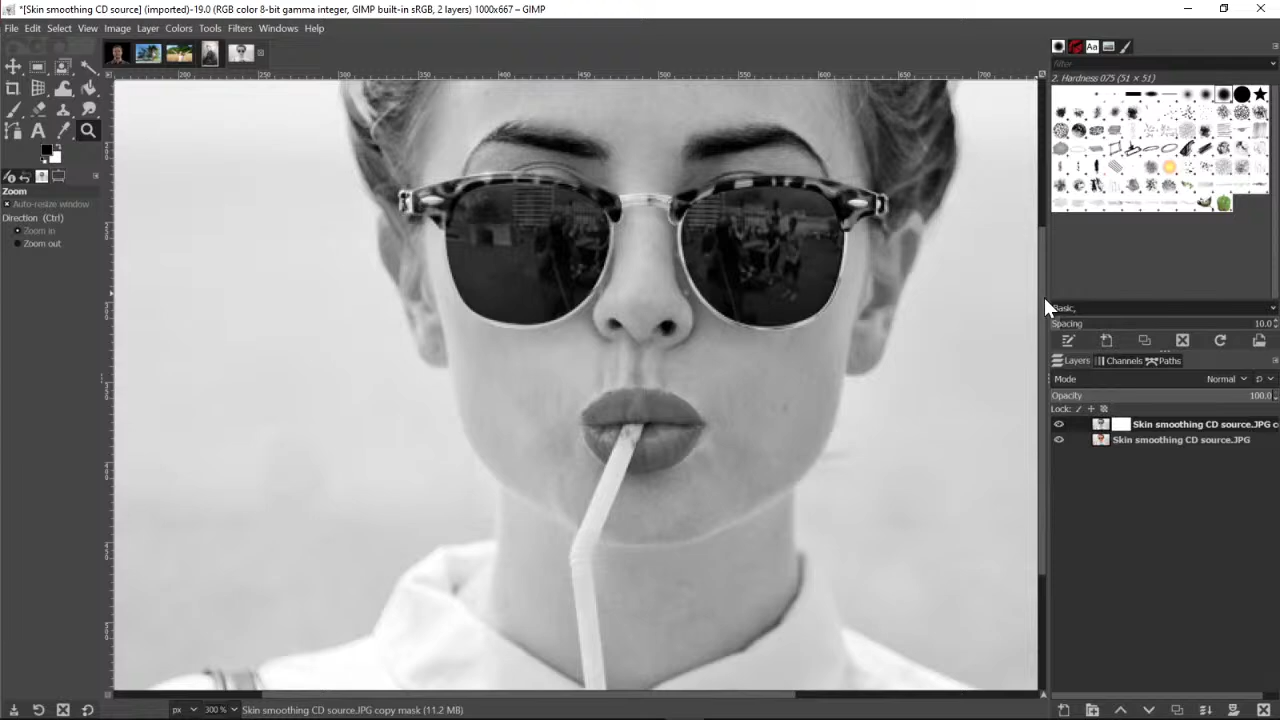 *[Skin smoothing CD source] (imported)-19.0 (RGB color 8-bit gamma integer, GIMP built-in sRGB, 2 layers) 1000x667 – GIMP
File Edit Select View Image Layer Colors Tools Filters Windows Help
filter
2. Hardness 075 (51 × 51)
Zoom
Auto-resize window
Direction (Ctrl)
Zoom in
Zoom out
Basic,
Spacing 10.0
Layers Channels Paths
Mode Normal
Opacity 100.0
Lock:
Skin smoothing CD source.JPG c
Skin smoothing CD source.JPG
px 300 % Skin smoothing CD source.JPG copy mask (11.2 MB)